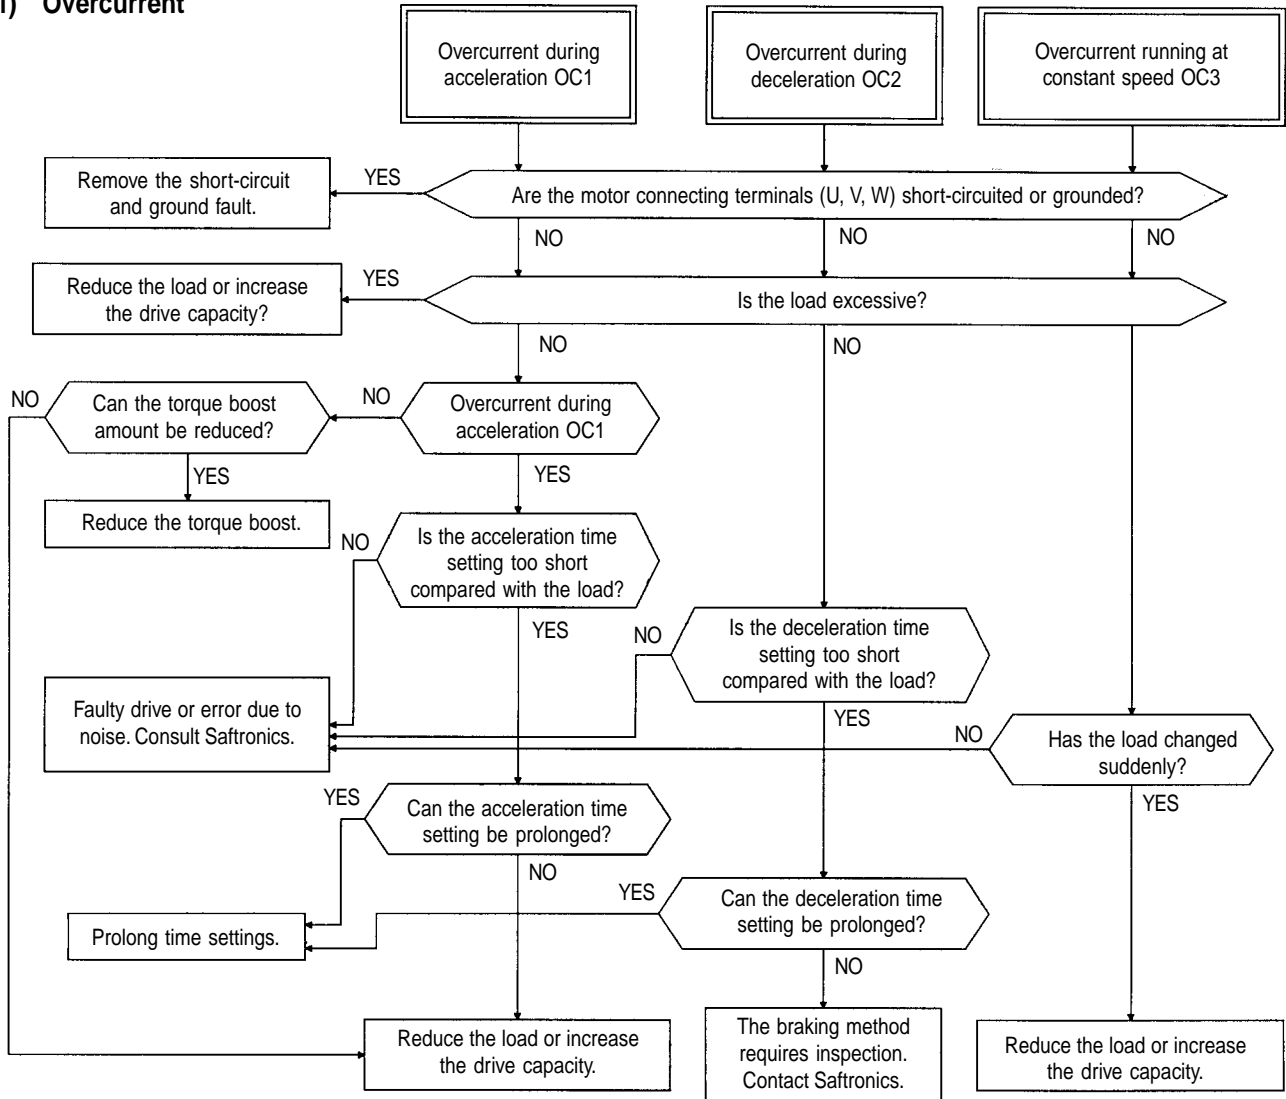 1) Overcurrent
Overcurrent during
acceleration OC1
Overcurrent during
deceleration OC2
Overcurrent running at
constant speed OC3
Remove the short-circuit
and ground fault.
YES
Are the motor connecting terminals (U, V, W) short-circuited or grounded?
NO
NO
NO
Reduce the load or increase
the drive capacity?
YES
Is the load excessive?
NO
NO
NO
Can the torque boost
amount be reduced?
NO
Overcurrent during
acceleration OC1
YES
YES
Reduce the torque boost.
NO
Is the acceleration time
setting too short
compared with the load?
YES
NO
Is the deceleration time
setting too short
compared with the load?
YES
Faulty drive or error due to
noise. Consult Saftronics.
NO
Has the load changed
suddenly?
YES
YES
Can the acceleration time
setting be prolonged?
NO
YES
Can the deceleration time
setting be prolonged?
NO
Prolong time settings.
Reduce the load or increase
the drive capacity.
The braking method
requires inspection.
Contact Saftronics.
Reduce the load or increase
the drive capacity.